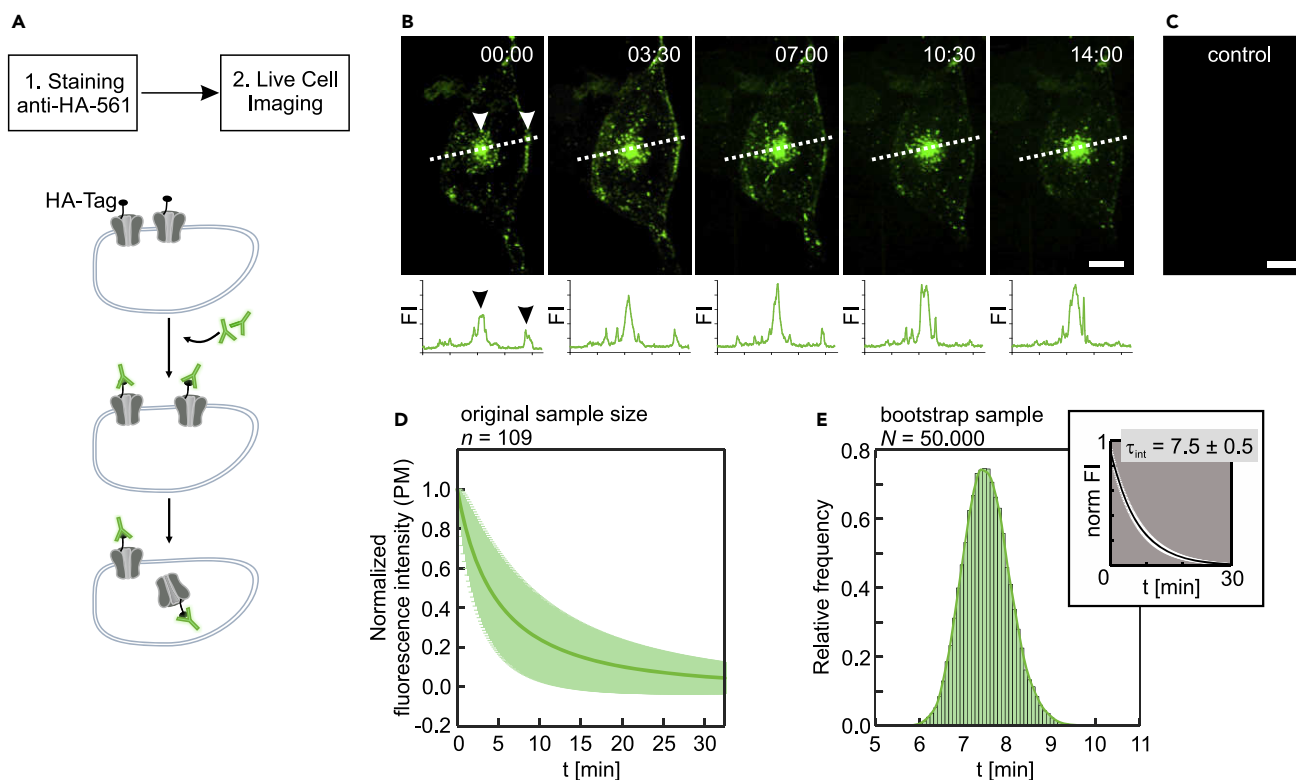 A
1. Staining
anti-HA-561
2. Live Cell
Imaging
HA-Tag
B
00:00
03:30
07:00
10:30
14:00
FI
FI
FI
FI
FI
C
control
D
original sample size
n = 109
Normalized
fluorescence intensity (PM)
1.0
0.8
0.6
0.4
0.2
0.0
-0.2
0
5
10
15
20
25
30
t [min]
E
bootstrap sample
N = 50.000
Relative frequency
0.8
0.6
0.4
0.2
0.0
5
6
7
8
9
10
11
t [min]
τint = 7.5 ± 0.5
norm FI
1
0
30
t [min]